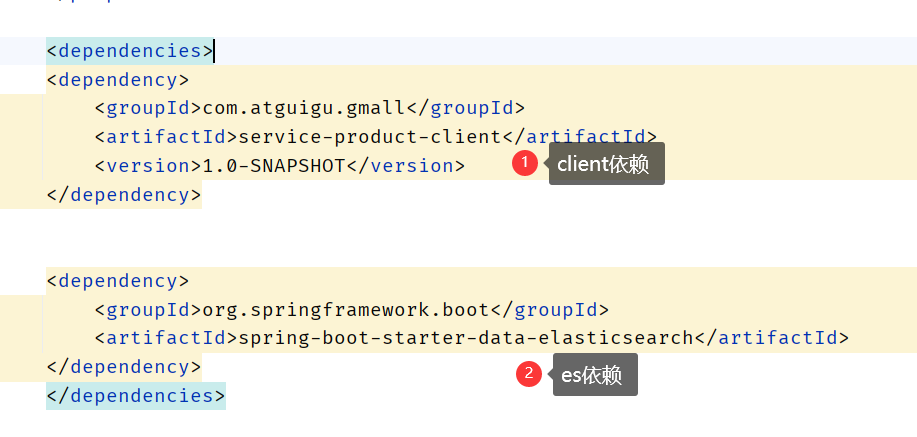 <dependencies>
<dependency>
<groupId>com.atguigu.gmall</groupId>
<artifactId>service-product-client</artifactId>
<version>1.0-SNAPSHOT</version>
1 client依赖
</dependency>
<dependency>
<groupId>org.springframework.boot</groupId>
<artifactId>spring-boot-starter-data-elasticsearch</artifactId>
</dependency>
2 es依赖
</dependencies>